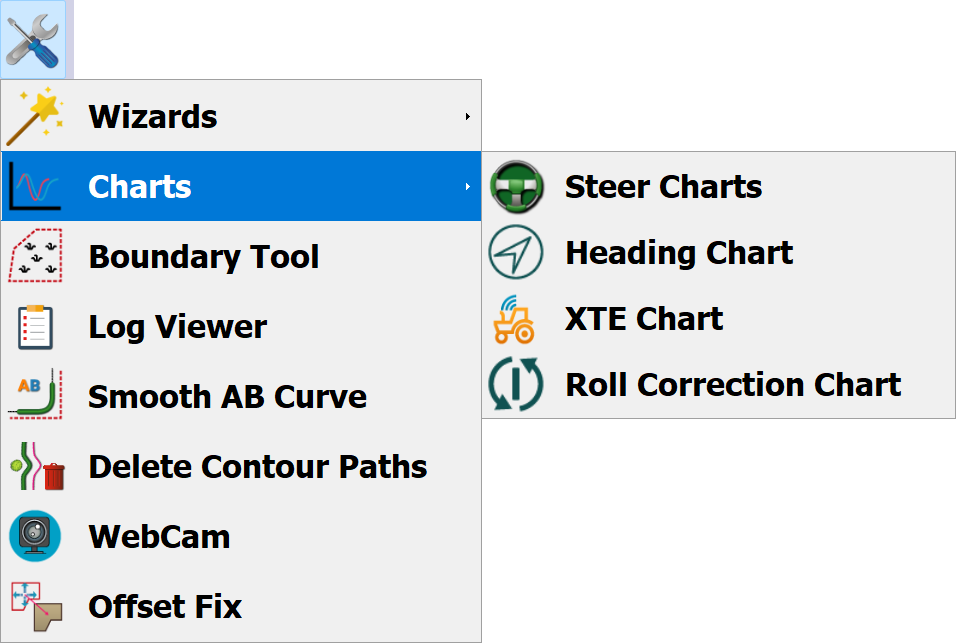 Wizards
Charts
Boundary Tool
Log Viewer
AB
Smooth AB Curve
Delete Contour Paths
WebCam
Offset Fix
Steer Charts
Heading Chart
XTE Chart
Roll Correction Chart